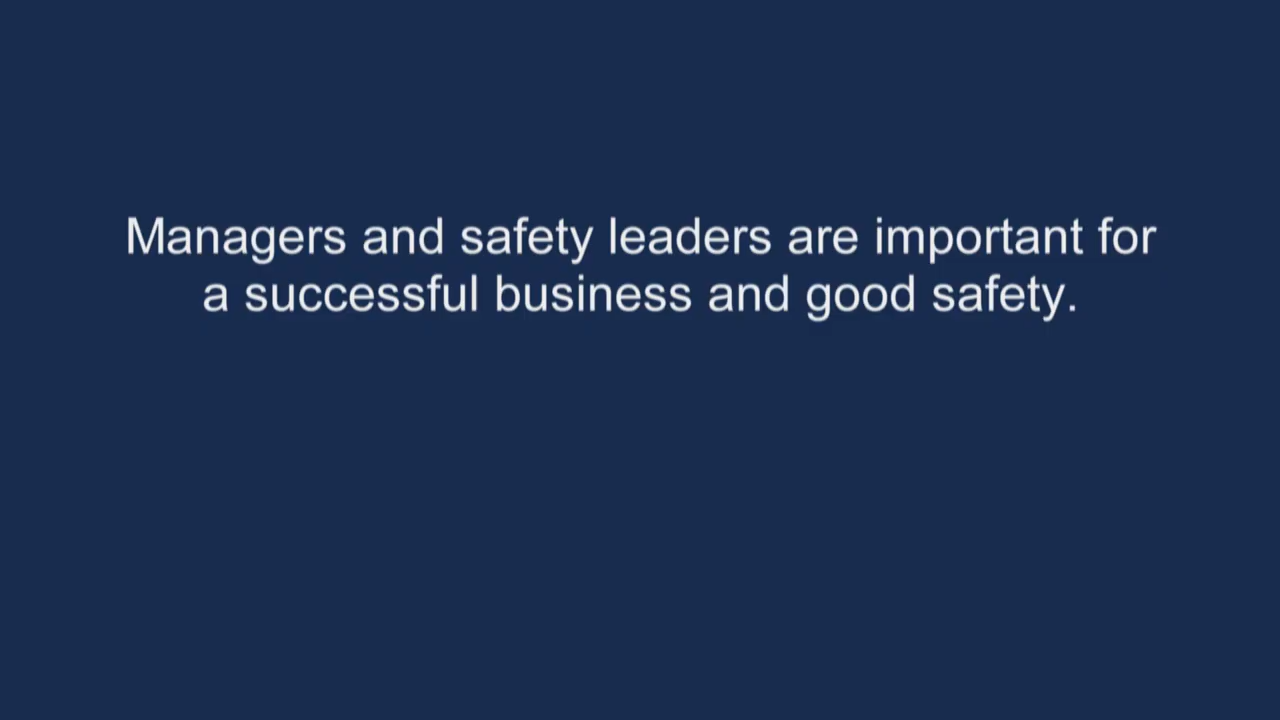 Managers and safety leaders are important for
a successful business and good safety.